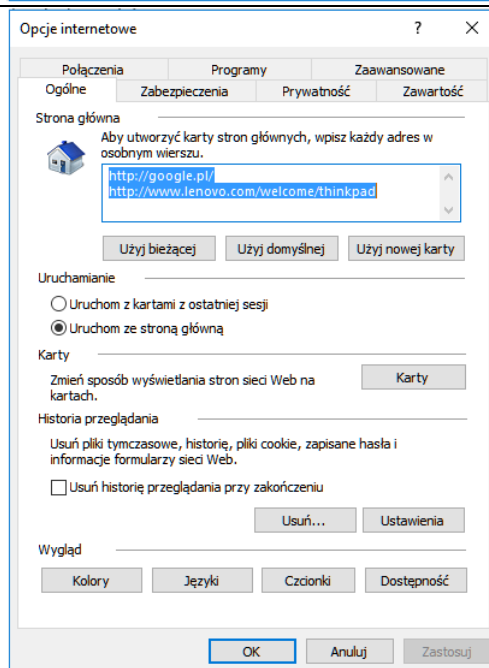 Opcje internetowe ? ×
Połączenia Programy Zaawansowane
Ogólne Zabezpieczenia Prywatność Zawartość
Strona główna
Aby utworzyć karty stron głównych, wpisz każdy adres w
osobnym wierszu.
http://google.pl/
http://www.lenovo.com/welcome/thinkpad
Użyj bieżącej Użyj domyślnej Użyj nowej karty
Uruchamianie
Uruchom z kartami z ostatniej sesji
Uruchom ze stroną główną
Karty
Zmień sposób wyświetlania stron sieci Web na
kartach.
Karty
Historia przeglądania
Usuń pliki tymczasowe, historię, pliki cookie, zapisane hasła i
informacje formularzy sieci Web.
Usuń historię przeglądania przy zakończeniu
Usuń... Ustawienia
Wygląd
Kolory Języki Czcionki Dostępność
OK Anuluj Zastosuj